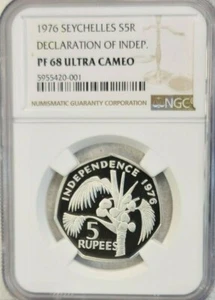 1976 SEYCHELLES S5R
DECLARATION OF INDEP.
PF 68 ULTRA CAMEO
5955420-001
NUMISMATIC GUARANTY CORPORATION
NGC
INDEPENDENCE 1976
5
RUPEES